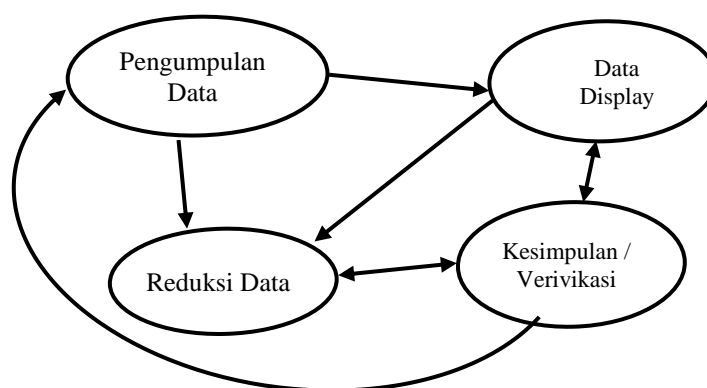 Pengumpulan
Data
Data
Display
Reduksi Data
Kesimpulan /
Verivikasi